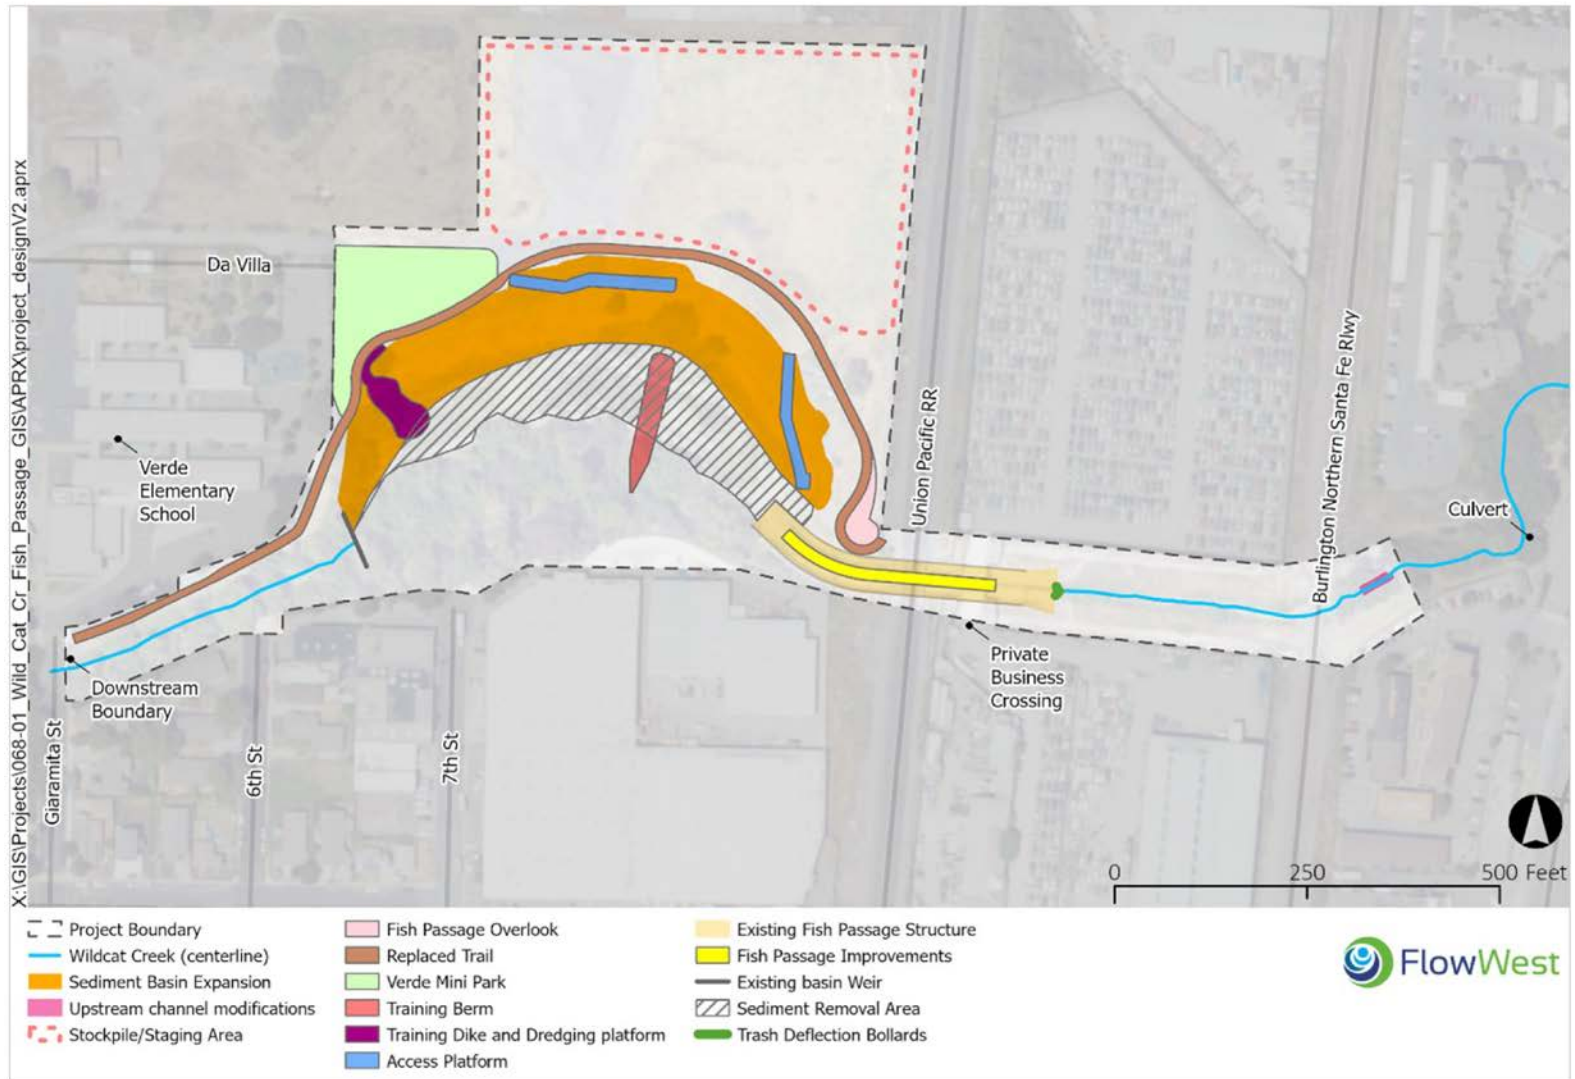 X:\GIS\Projects\068-01_Wild_Cat_Cr_Fish_Passage_GIS\APRX\project_designV2.aprx
Da Villa
Verde
Elementary
School
Downstream
Boundary
Giaramita St
6th St
7th St
Union Pacific RR
Burlington Northern Santa Fe Rlwy
Culvert
Private
Business
Crossing
0 250 500 Feet
Project Boundary
Wildcat Creek (centerline)
Sediment Basin Expansion
Upstream channel modifications
Stockpile/Staging Area
Fish Passage Overlook
Replaced Trail
Verde Mini Park
Training Berm
Training Dike and Dredging platform
Access Platform
Existing Fish Passage Structure
Fish Passage Improvements
Existing basin Weir
Sediment Removal Area
Trash Deflection Bollards
FlowWest